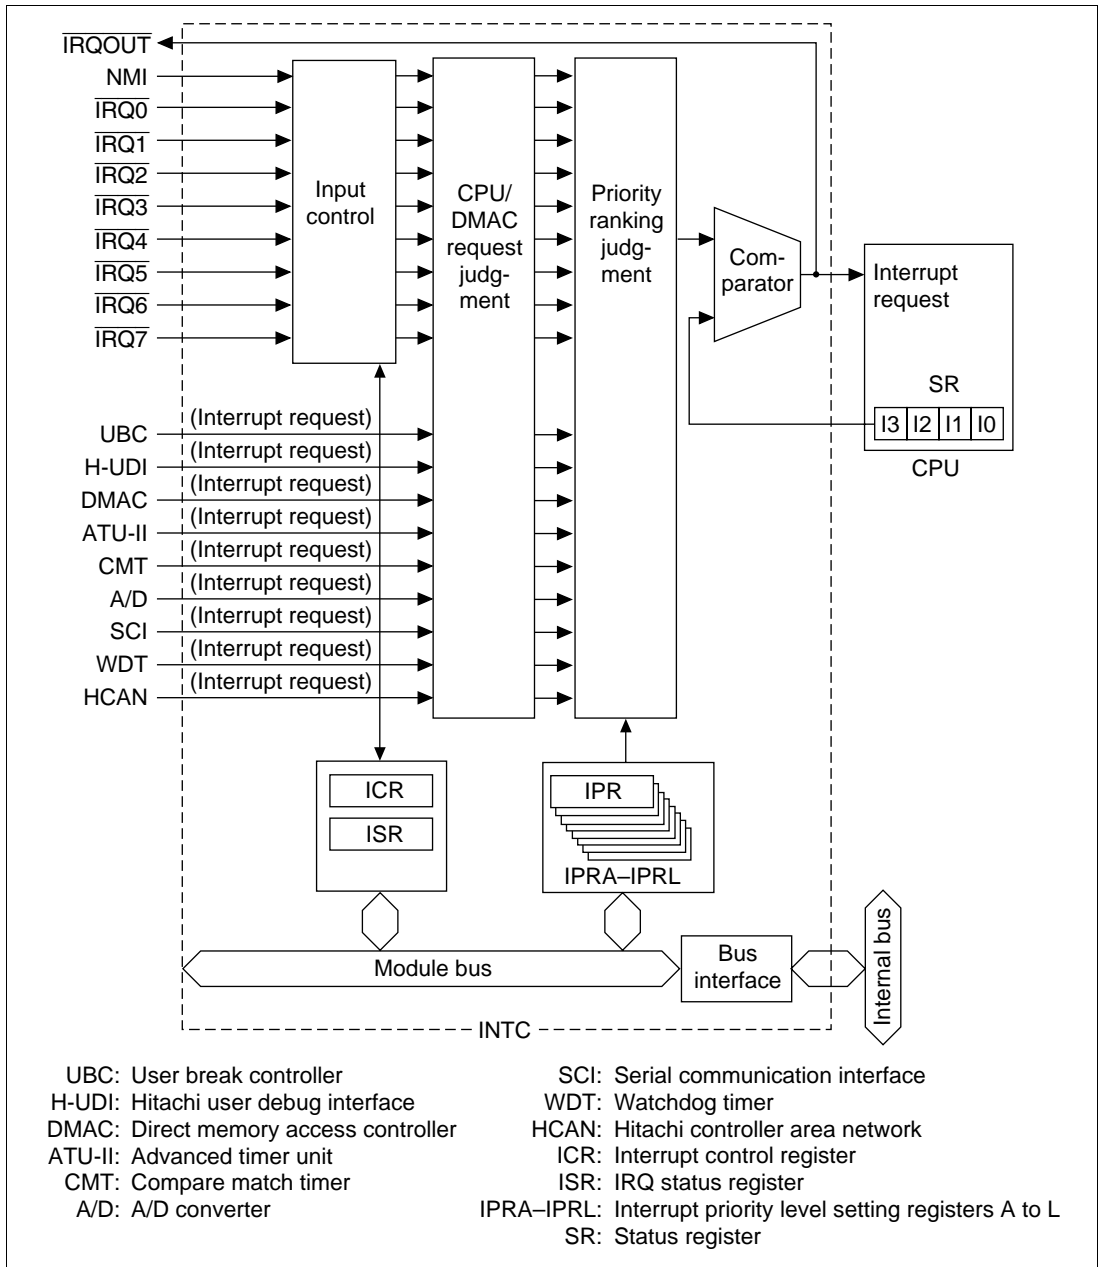 IRQOUT
NMI
IRQ0
IRQ1
IRQ2
IRQ3
IRQ4
IRQ5
IRQ6
IRQ7
Input
control
CPU/
DMAC
request
judg-
ment
Priority
ranking
judg-
ment
Com-
parator
Interrupt
request
SR
I3 I2 I1 I0
CPU
UBC
(Interrupt request)
H-UDI
(Interrupt request)
DMAC
(Interrupt request)
ATU-II
(Interrupt request)
CMT
(Interrupt request)
A/D
(Interrupt request)
SCI
(Interrupt request)
WDT
(Interrupt request)
HCAN
(Interrupt request)
ICR
ISR
IPR
IPRA–IPRL
Module bus
Bus
interface
Internal bus
INTC
UBC: User break controller
H-UDI: Hitachi user debug interface
DMAC: Direct memory access controller
ATU-II: Advanced timer unit
CMT: Compare match timer
A/D: A/D converter
SCI: Serial communication interface
WDT: Watchdog timer
HCAN: Hitachi controller area network
ICR: Interrupt control register
ISR: IRQ status register
IPRA–IPRL: Interrupt priority level setting registers A to L
SR: Status register